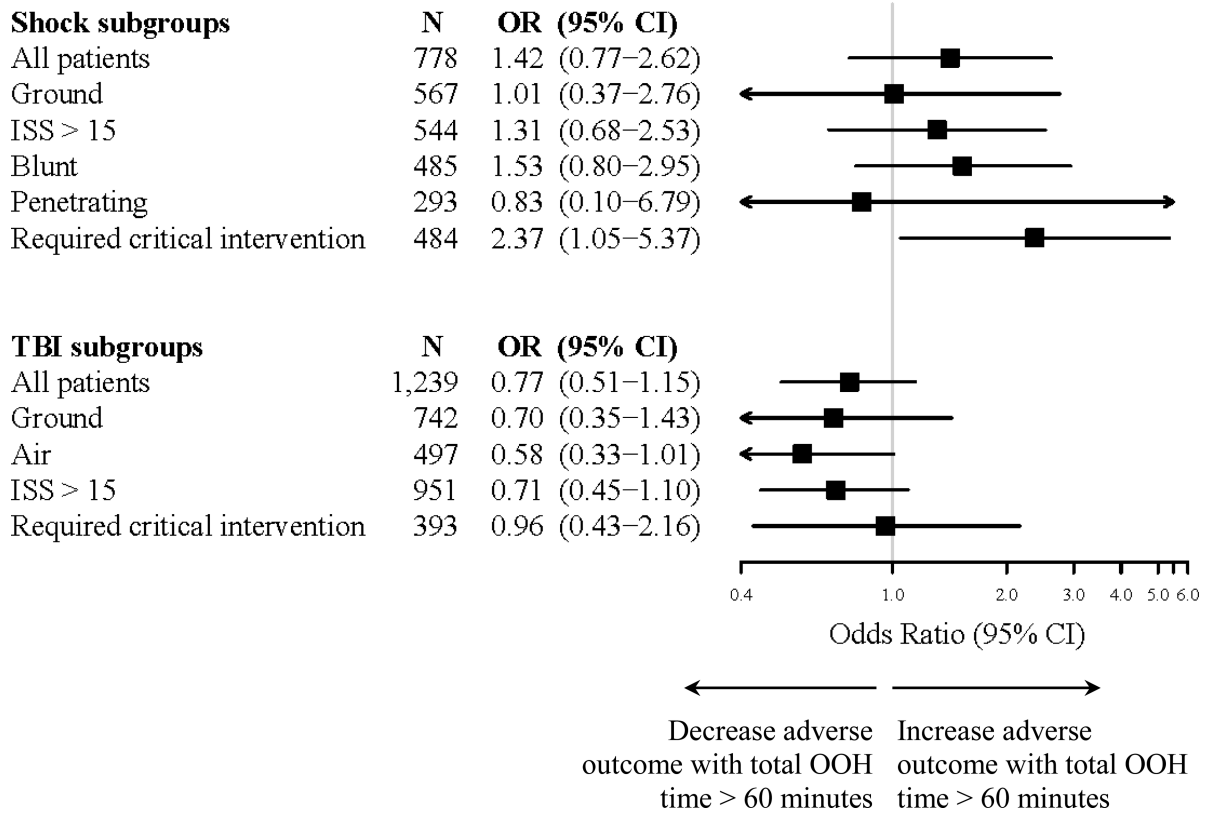 Shock subgroups N OR (95% CI)
All patients 778 1.42 (0.77−2.62)
Ground 567 1.01 (0.37−2.76)
ISS > 15 544 1.31 (0.68−2.53)
Blunt 485 1.53 (0.80−2.95)
Penetrating 293 0.83 (0.10−6.79)
Required critical intervention 484 2.37 (1.05−5.37)
TBI subgroups N OR (95% CI)
All patients 1,239 0.77 (0.51−1.15)
Ground 742 0.70 (0.35−1.43)
Air 497 0.58 (0.33−1.01)
ISS > 15 951 0.71 (0.45−1.10)
Required critical intervention 393 0.96 (0.43−2.16)
0.4 1.0 2.0 3.0 4.0 5.0 6.0
Odds Ratio (95% CI)
Decrease adverse
outcome with total OOH
time > 60 minutes
Increase adverse
outcome with total OOH
time > 60 minutes